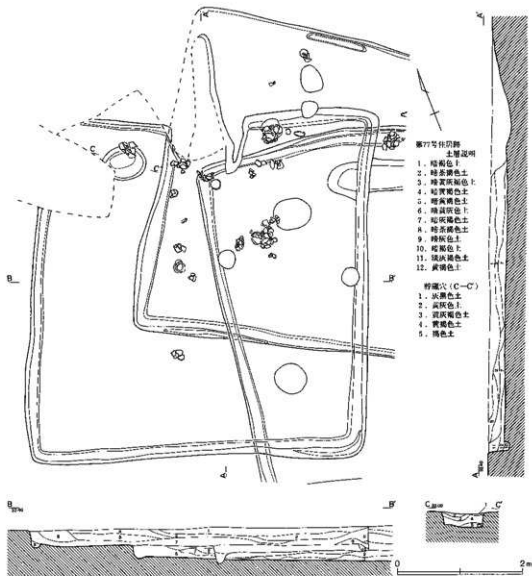 A
A'
第77号住居跡
土層説明
1. 暗褐色土
2. 暗茶褐色土
3. 暗黄灰褐色土
4. 暗黄褐色土
5. 暗黄褐色土
6. 暗黄灰色土
7. 暗灰褐色土
8. 暗茶褐色土
9. 暗灰色土
10. 暗褐色土
11. 淡灰褐色土
12. 黄褐色土
貯蔵穴(C-C')
1. 灰黒色土
2. 黄灰色土
3. 黄灰褐色土
4. 黄褐色土
5. 褐色土
C
C'
B
B'
A
A
B
B'
C
C'
0
2